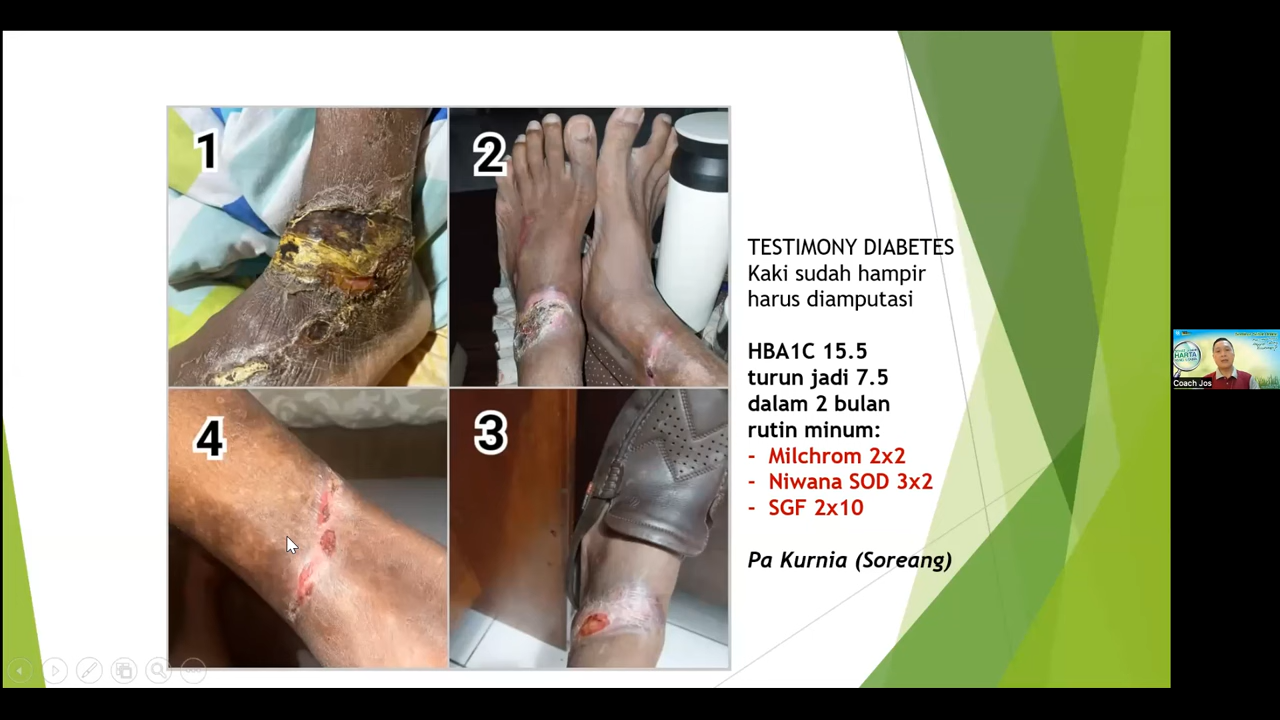 1
2
4
3
TESTIMONY DIABETES
Kaki sudah hampir
harus diamputasi
HBA1C 15.5
turun jadi 7.5
dalam 2 bulan
rutin minum:
- Milchrom 2x2
- Niwana SOD 3x2
- SGF 2x10
Pa Kurnia (Soreang)
HARTA
Coach Jos